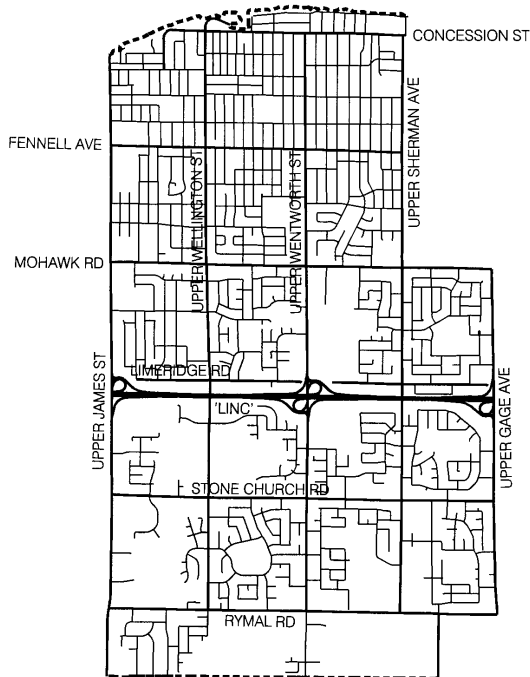 CONCESSION ST
FENNELL AVE
UPPER SHERMAN AVE
UPPER WELLINGTON ST
UPPER WENTWORTH ST
MOHAWK RD
LIMERIDGE RD
UPPER JAMES ST
'LINC'
UPPER GAGE AVE
STONE CHURCH RD
RYMAL RD